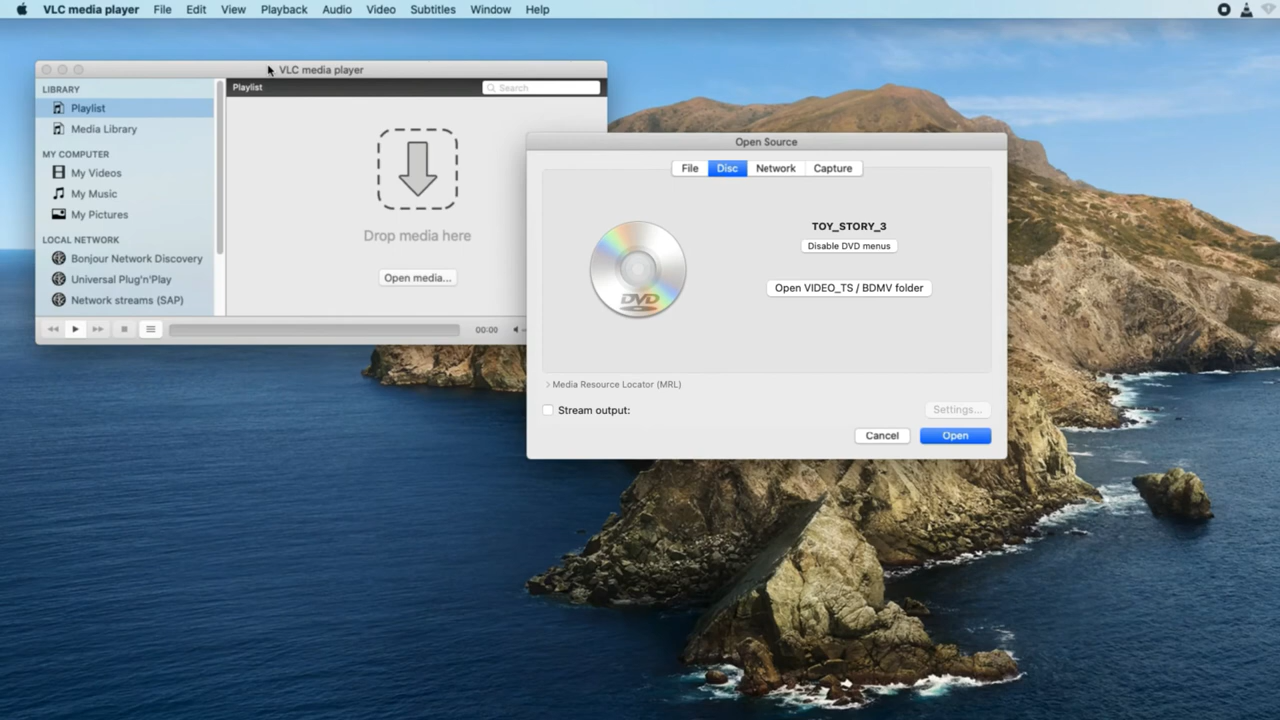 VLC media player File Edit View Playback Audio Video Subtitles Window Help
VLC media player
LIBRARY
Playlist
Media Library
MY COMPUTER
My Videos
My Music
My Pictures
LOCAL NETWORK
Bonjour Network Discovery
Universal Plug'n'Play
Network streams (SAP)
Playlist
Search
Drop media here
Open media...
00:00
Open Source
File Disc Network Capture
DVD
TOY_STORY_3
Disable DVD menus
Open VIDEO_TS / BDMV folder
Media Resource Locator (MRL)
Stream output:
Settings...
Cancel
Open